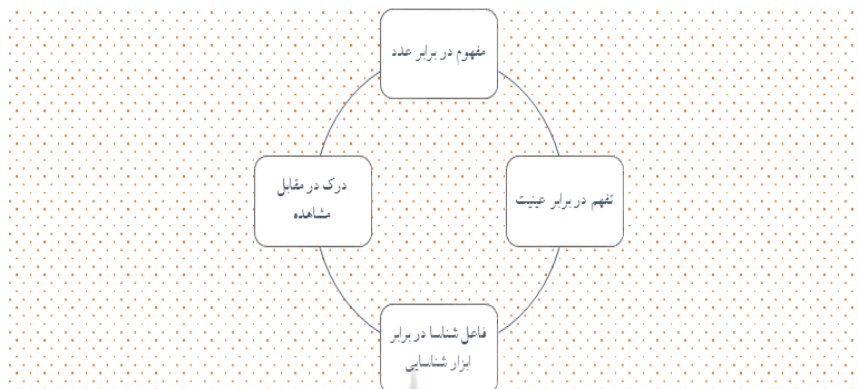 مفهوم در برابر عدد
تفهم در برابر عینیت
فاعل شناسا در برابر
ابزار شناسایی
درک در مقابل
مشاهده